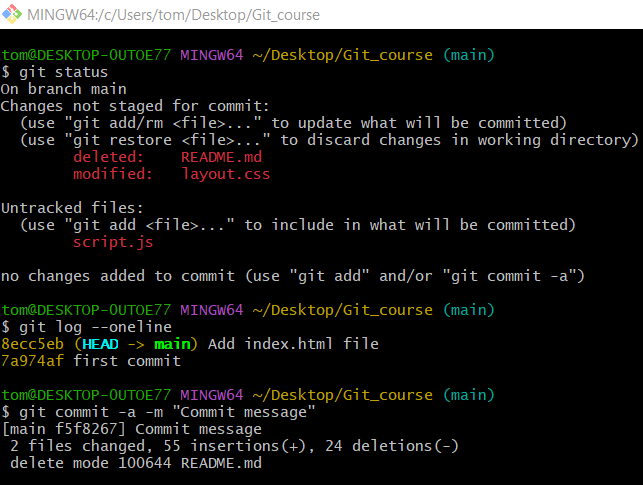 MINGW64:/c/Users/tom/Desktop/Git_course
tom@DESKTOP-OUTOE77 MINGW64 ~/Desktop/Git_course (main)
$ git status
On branch main
Changes not staged for commit:
  (use "git add/rm <file>..." to update what will be committed)
  (use "git restore <file>..." to discard changes in working directory)
        deleted:    README.md
        modified:   layout.css
Untracked files:
  (use "git add <file>..." to include in what will be committed)
        script.js
no changes added to commit (use "git add" and/or "git commit -a")
tom@DESKTOP-OUTOE77 MINGW64 ~/Desktop/Git_course (main)
$ git log --oneline
8ecc5eb (HEAD -> main) Add index.html file
7a974af first commit
tom@DESKTOP-OUTOE77 MINGW64 ~/Desktop/Git_course (main)
$ git commit -a -m "Commit message"
[main f5f8267] Commit message
 2 files changed, 55 insertions(+), 24 deletions(-)
 delete mode 100644 README.md